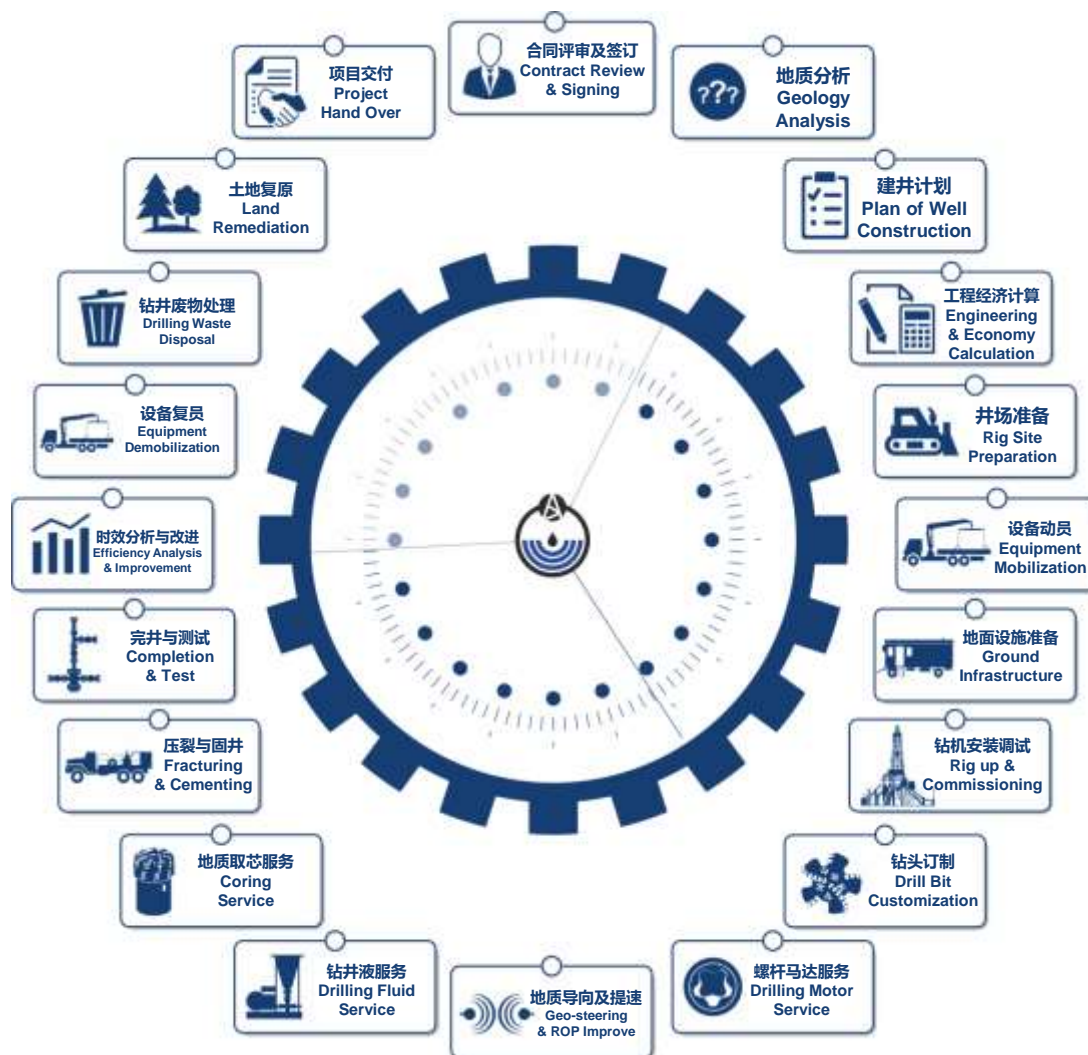 合同评审及签订
Contract Review
& Signing
地质分析
Geology
Analysis
建井计划
Plan of Well
Construction
工程经济计算
Engineering
& Economy
Calculation
井场准备
Rig Site
Preparation
设备动员
Equipment
Mobilization
地面设施准备
Ground
Infrastructure
钻机安装调试
Rig up &
Commissioning
钻头订制
Drill Bit
Customization
螺杆马达服务
Drilling Motor
Service
地质导向及提速
Geo-steering
& ROP Improve
钻井液服务
Drilling Fluid
Service
地质取芯服务
Coring
Service
压裂与固井
Fracturing
& Cementing
完井与测试
Completion
& Test
时效分析与改进
Efficiency Analysis
& Improvement
设备复员
Equipment
Demobilization
钻井废物处理
Drilling Waste
Disposal
土地复原
Land
Remediation
项目交付
Project
Hand Over
???